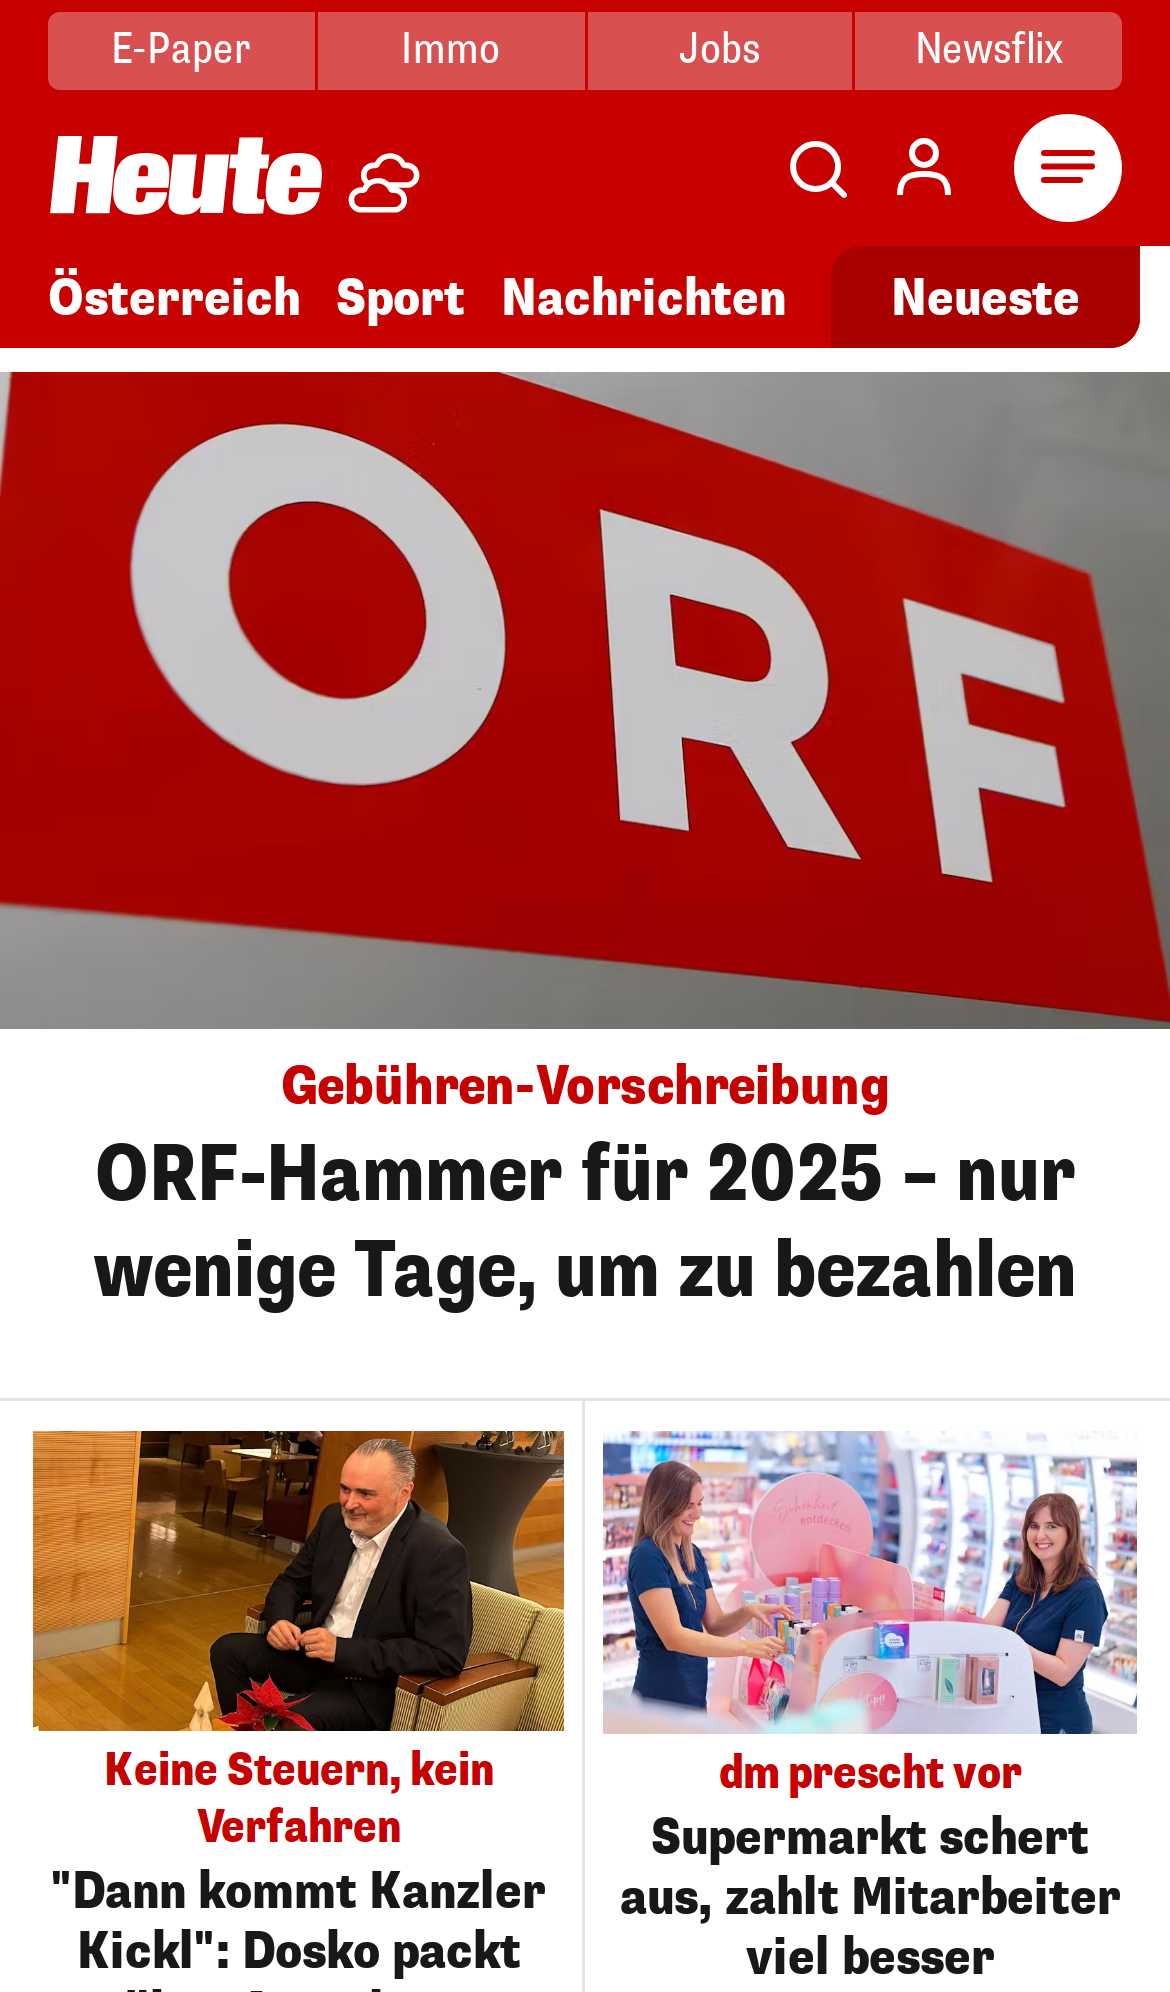 E-Paper
Immo
Jobs
Newsflix
Heute
Österreich
Sport
Nachrichten
Neueste
ORF
Gebühren-Vorschreibung
ORF-Hammer für 2025 – nur
wenige Tage, um zu bezahlen
Keine Steuern, kein
Verfahren
"Dann kommt Kanzler
Kickl": Dosko packt
dm prescht vor
Supermarkt schert
aus, zahlt Mitarbeiter
viel besser
entdecken